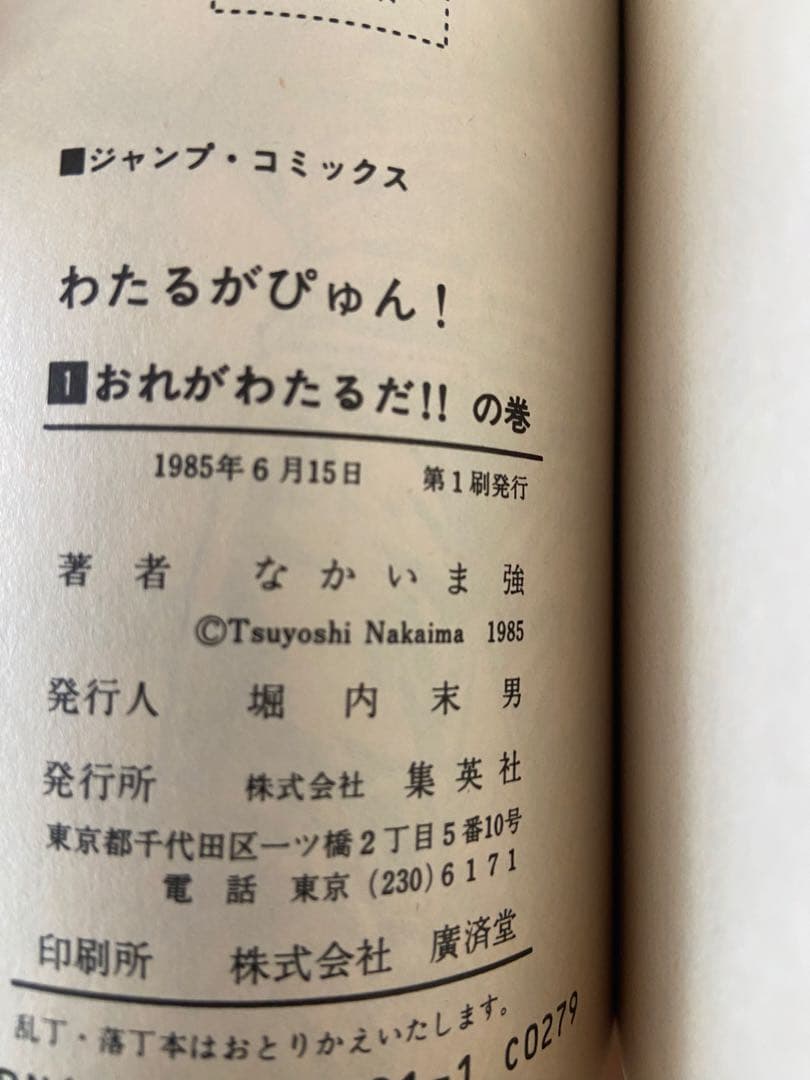 ■ジャンプ・コミックス
わたるがぴゅん!
1おれがわたるだ!! の巻
1985年6月15日 第1刷発行
著者 なかいま強
©Tsuyoshi Nakaima 1985
発行人 堀内末男
発行所 株式会社 集英社
東京都千代田区一ツ橋2丁目5番10号
電話 東京 (230)6171
印刷所 株式会社 廣済堂
乱丁・落丁本はおとりかえいたします。
-1 C0279